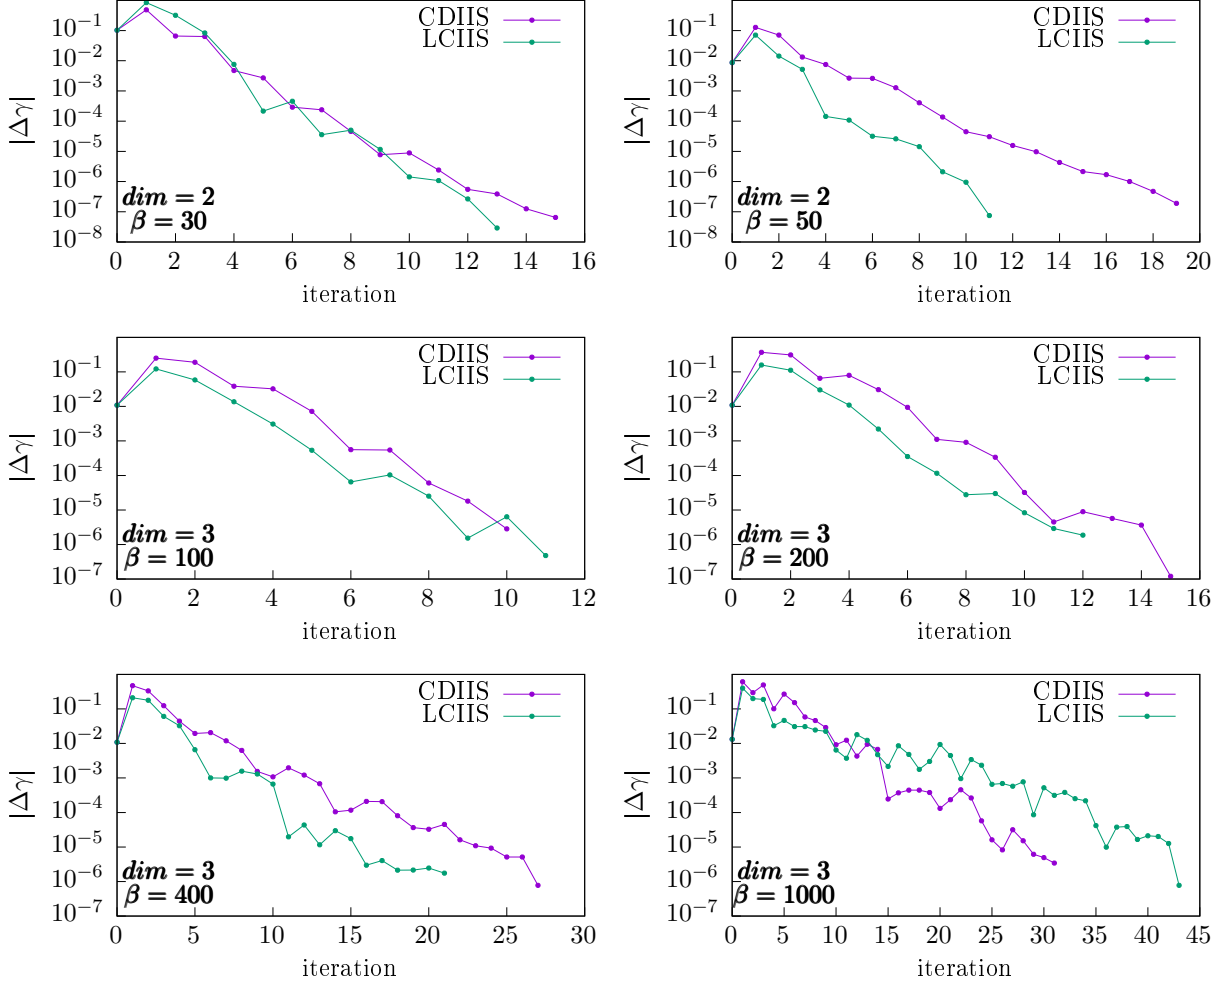 CDIIS
LCIIS
10⁻¹
10⁻²
10⁻³
10⁻⁴
10⁻⁵
10⁻⁶
10⁻⁷
10⁻⁸
|Δγ|
dim = 2
β = 30
0 2 4 6 8 10 12 14 16
iteration
CDIIS
LCIIS
10⁻¹
10⁻²
10⁻³
10⁻⁴
10⁻⁵
10⁻⁶
10⁻⁷
10⁻⁸
|Δγ|
dim = 2
β = 50
0 2 4 6 8 10 12 14 16 18 20
iteration
CDIIS
LCIIS
10⁻¹
10⁻²
10⁻³
10⁻⁴
10⁻⁵
10⁻⁶
10⁻⁷
|Δγ|
dim = 3
β = 100
0 2 4 6 8 10 12
iteration
CDIIS
LCIIS
10⁻¹
10⁻²
10⁻³
10⁻⁴
10⁻⁵
10⁻⁶
10⁻⁷
|Δγ|
dim = 3
β = 200
0 2 4 6 8 10 12 14 16
iteration
CDIIS
LCIIS
10⁻¹
10⁻²
10⁻³
10⁻⁴
10⁻⁵
10⁻⁶
10⁻⁷
|Δγ|
dim = 3
β = 400
0 5 10 15 20 25 30
iteration
CDIIS
LCIIS
10⁻¹
10⁻²
10⁻³
10⁻⁴
10⁻⁵
10⁻⁶
10⁻⁷
|Δγ|
dim = 3
β = 1000
0 5 10 15 20 25 30 35 40 45
iteration